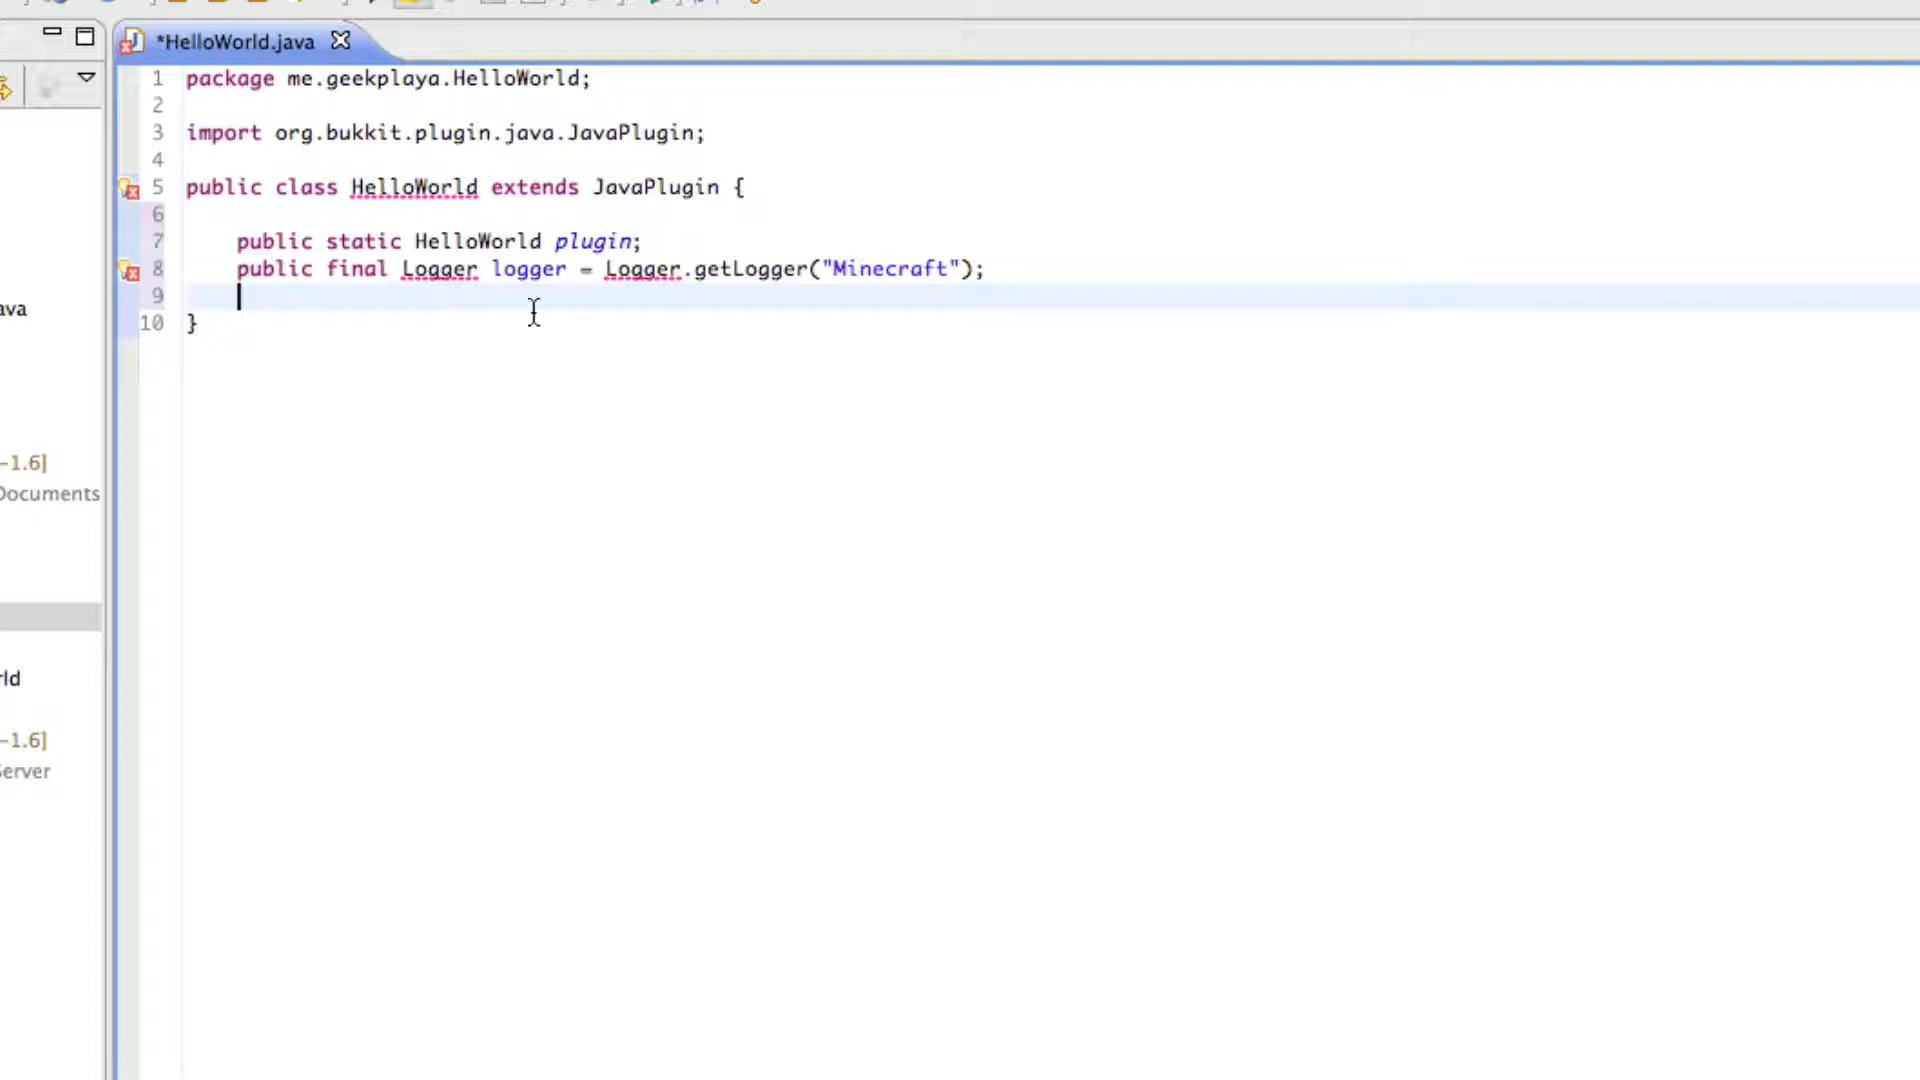 *HelloWorld.java
1 package me.geekplaya.HelloWorld;
2
3 import org.bukkit.plugin.java.JavaPlugin;
4
5 public class HelloWorld extends JavaPlugin {
6
7 public static HelloWorld plugin;
8 public final Logger logger = Logger.getLogger("Minecraft");
9
10 }
ava
-1.6]
Documents
rld
-1.6]
Server